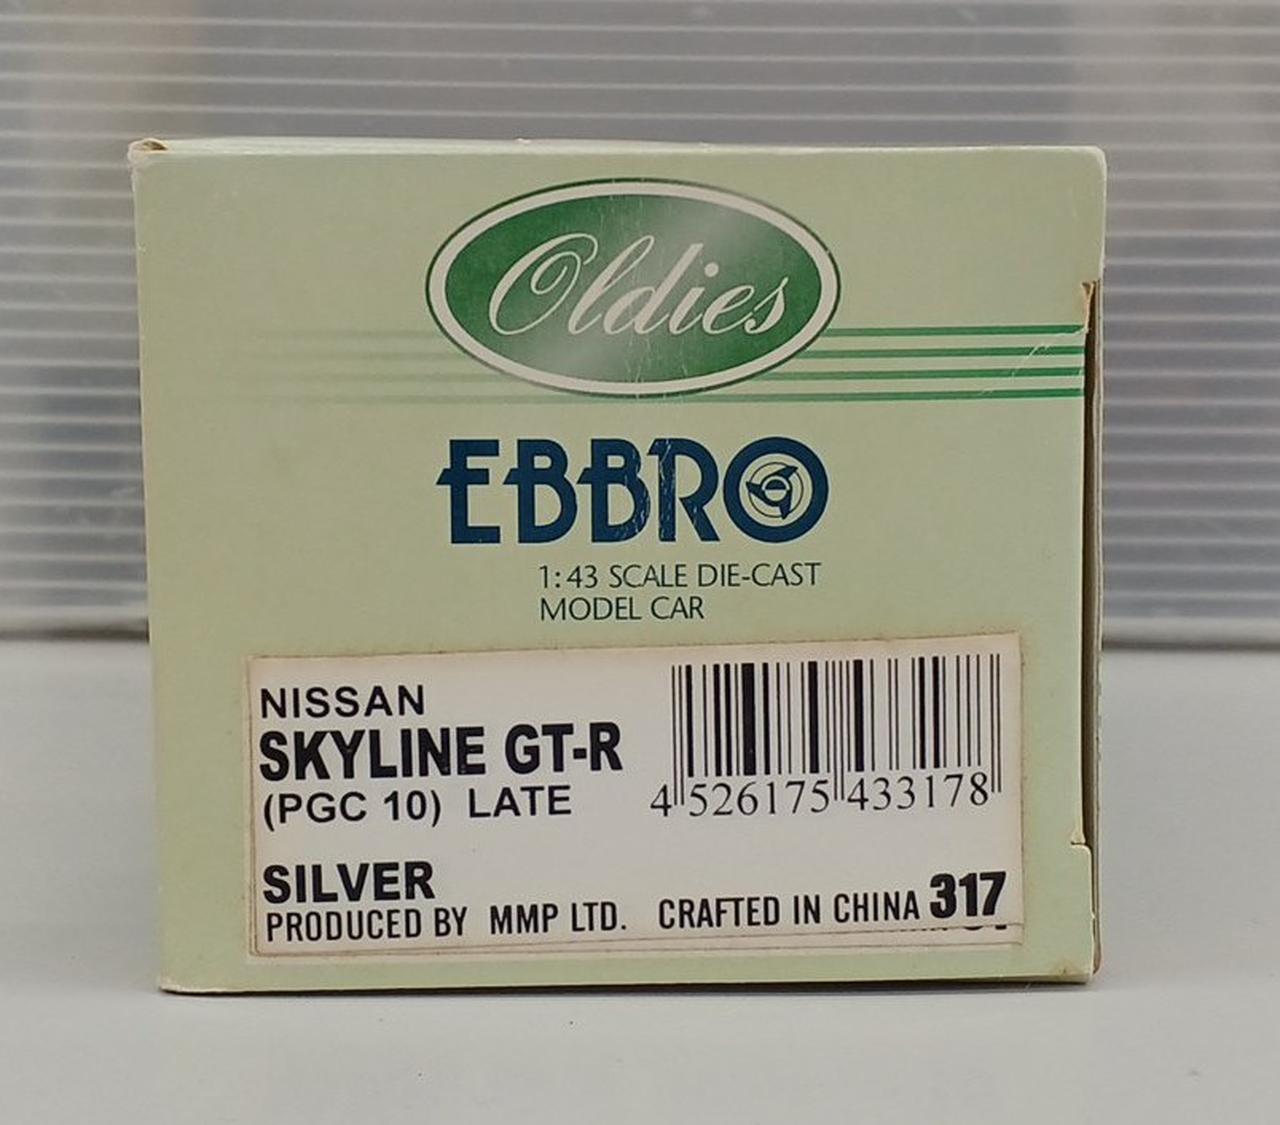 Oldies
EBBRO
1:43 SCALE DIE-CAST
MODEL CAR
NISSAN
SKYLINE GT-R
(PGC 10) LATE
4 526175 433178
SILVER
PRODUCED BY MMP LTD. CRAFTED IN CHINA 317